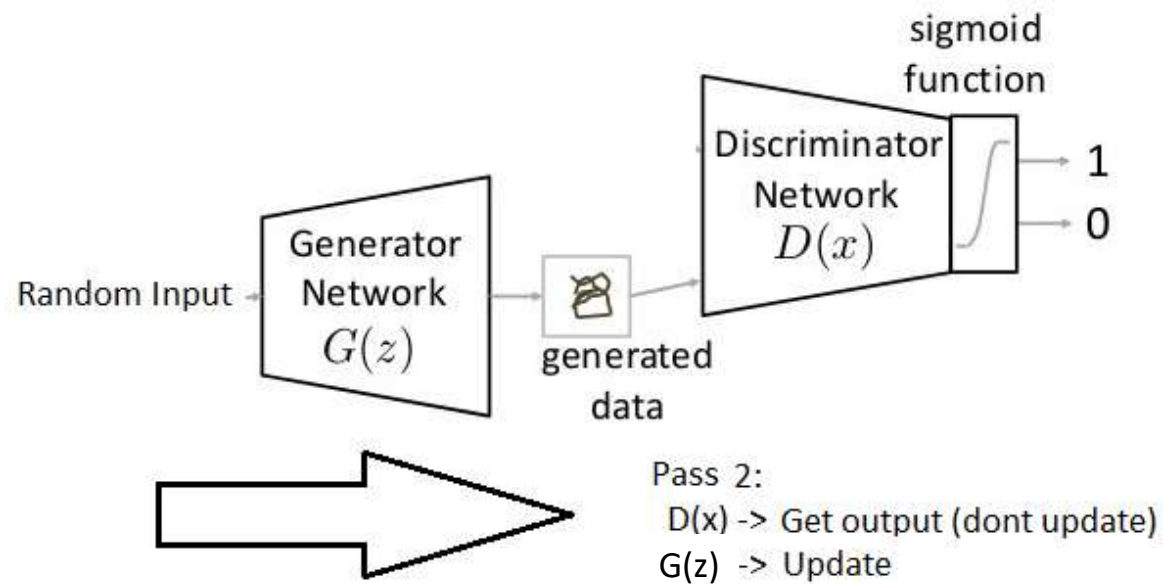 sigmoid
function
Discriminator
Network
D(x)
1
0
Generator
Network
G(z)
Random Input
generated
data
Pass 2:
D(x) -> Get output (dont update)
G(z) -> Update